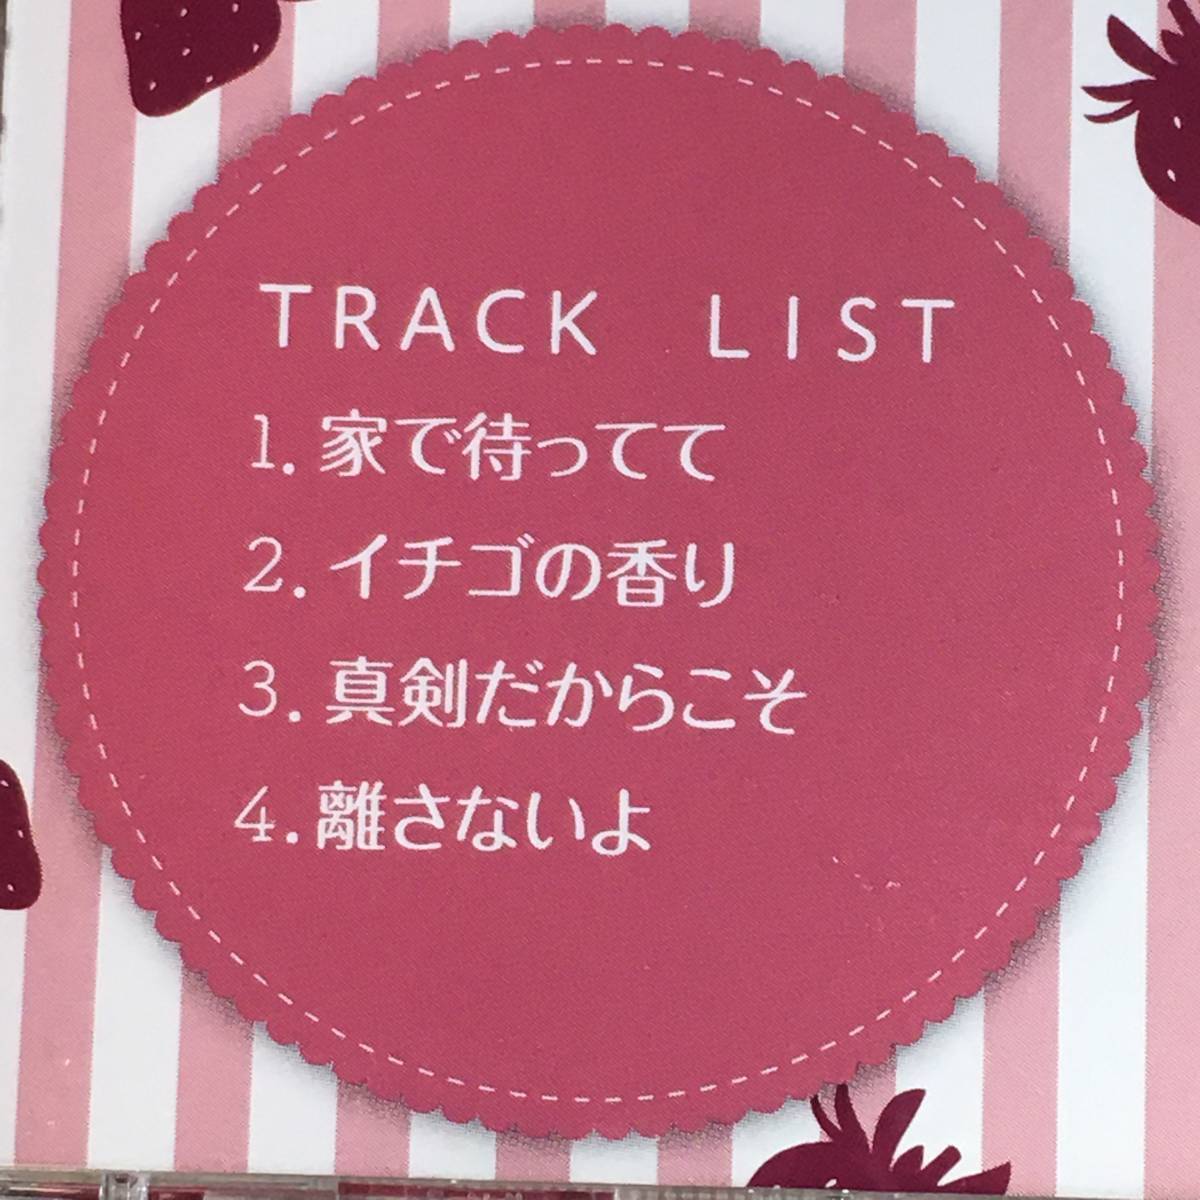 TRACK LIST
1. 家で待ってて
2. イチゴの香り
3. 真剣だからこそ
4. 離さないよ